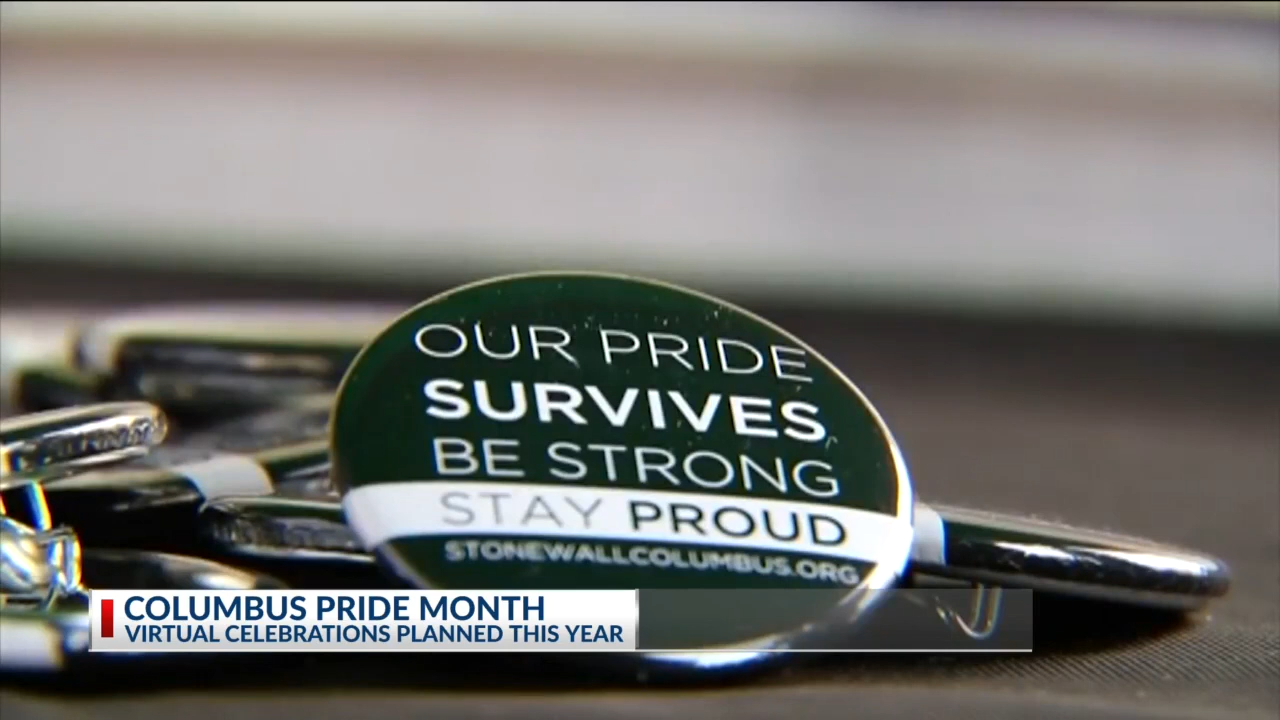 OUR PRIDE
SURVIVES
BE STRONG
STAY PROUD
STONEWALLCOLUMBUS.ORG
COLUMBUS PRIDE MONTH
VIRTUAL CELEBRATIONS PLANNED THIS YEAR